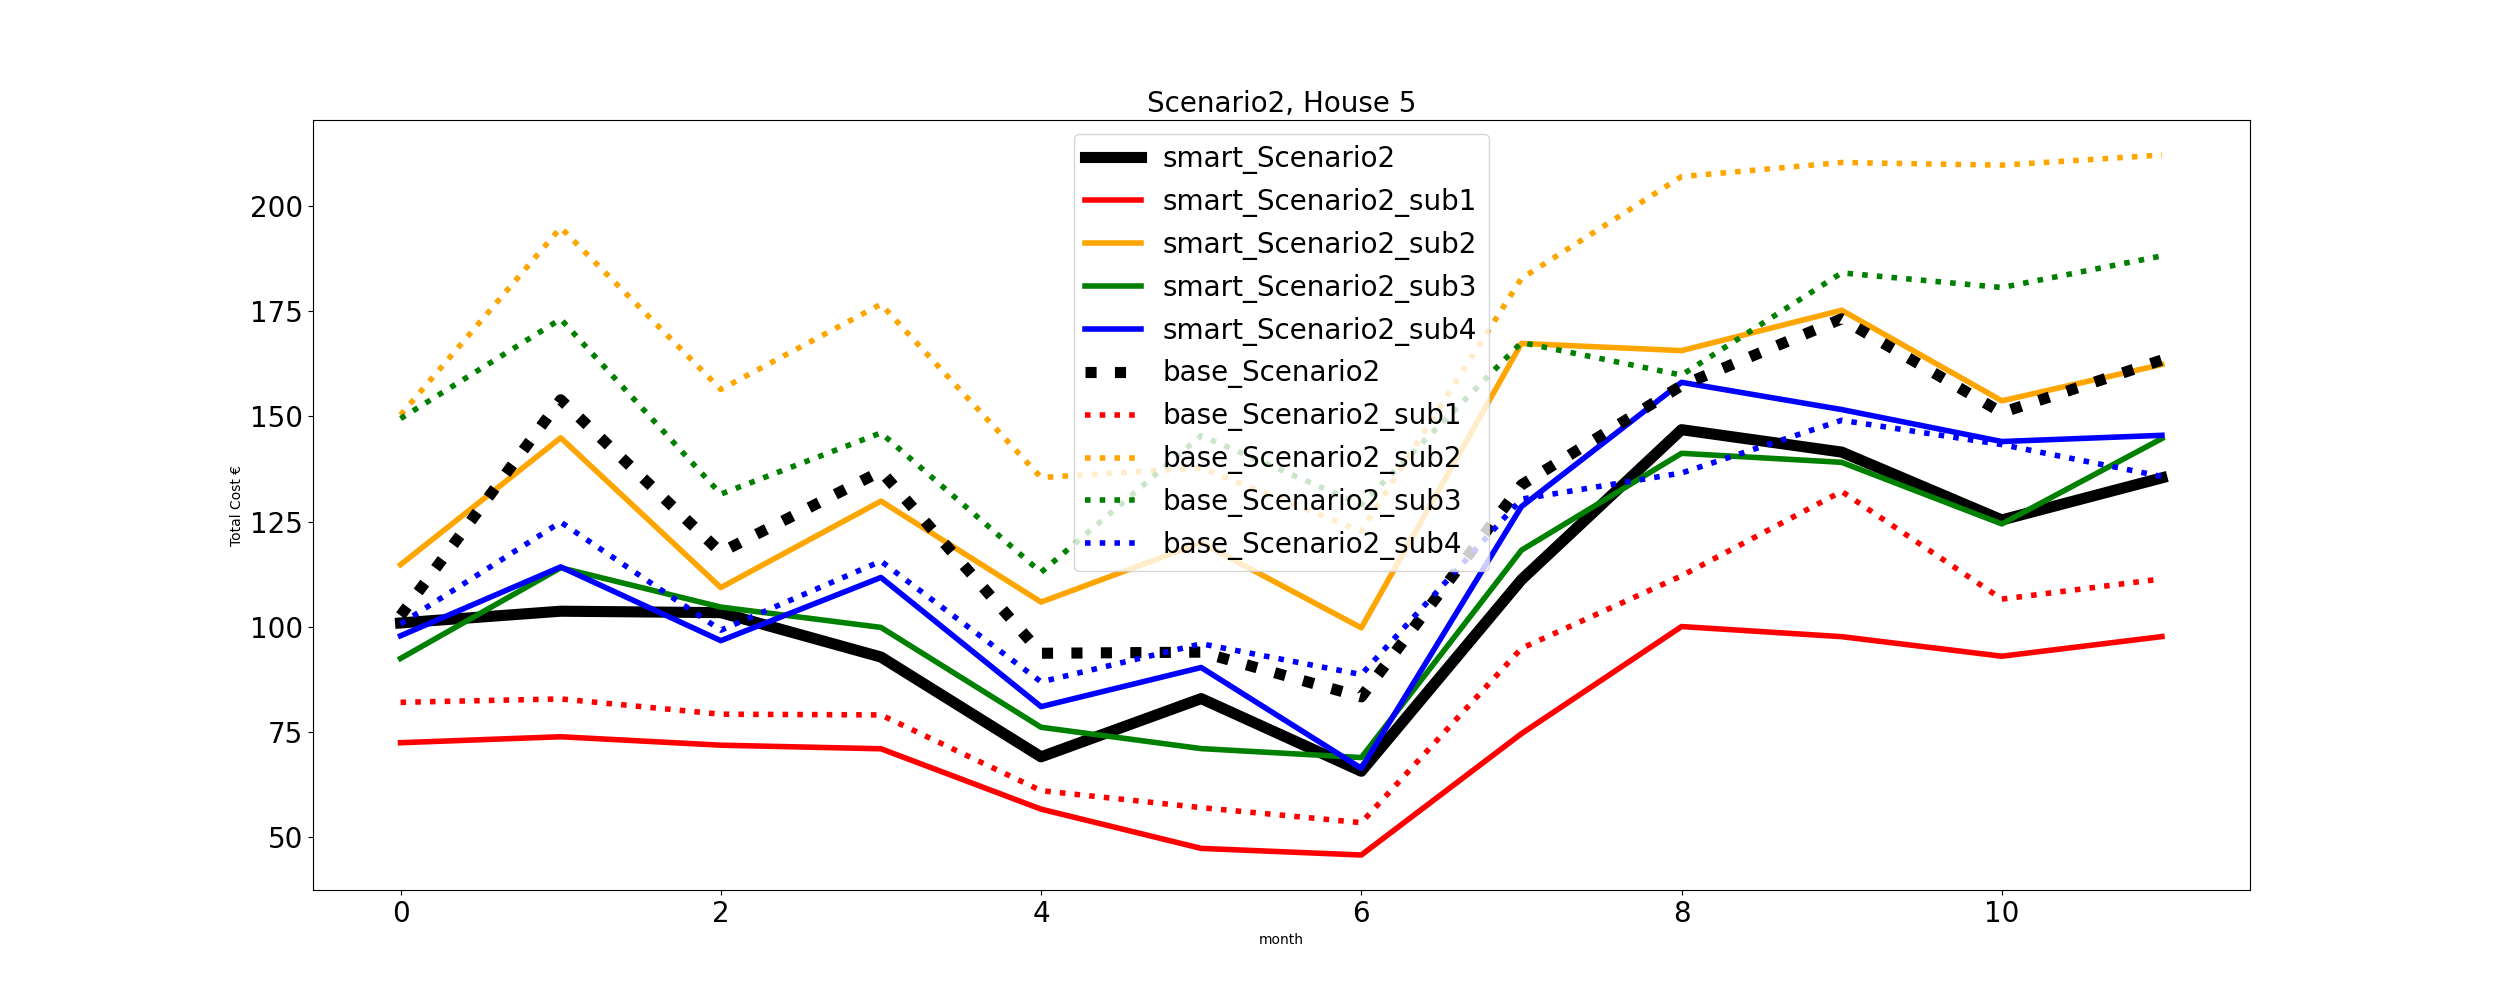 Scenario2, House 5
smart_Scenario2
smart_Scenario2_sub1
smart_Scenario2_sub2
smart_Scenario2_sub3
smart_Scenario2_sub4
base_Scenario2
base_Scenario2_sub1
base_Scenario2_sub2
base_Scenario2_sub3
base_Scenario2_sub4
Total Cost €
200
175
150
125
100
75
50
0 2 4 6 8 10
month